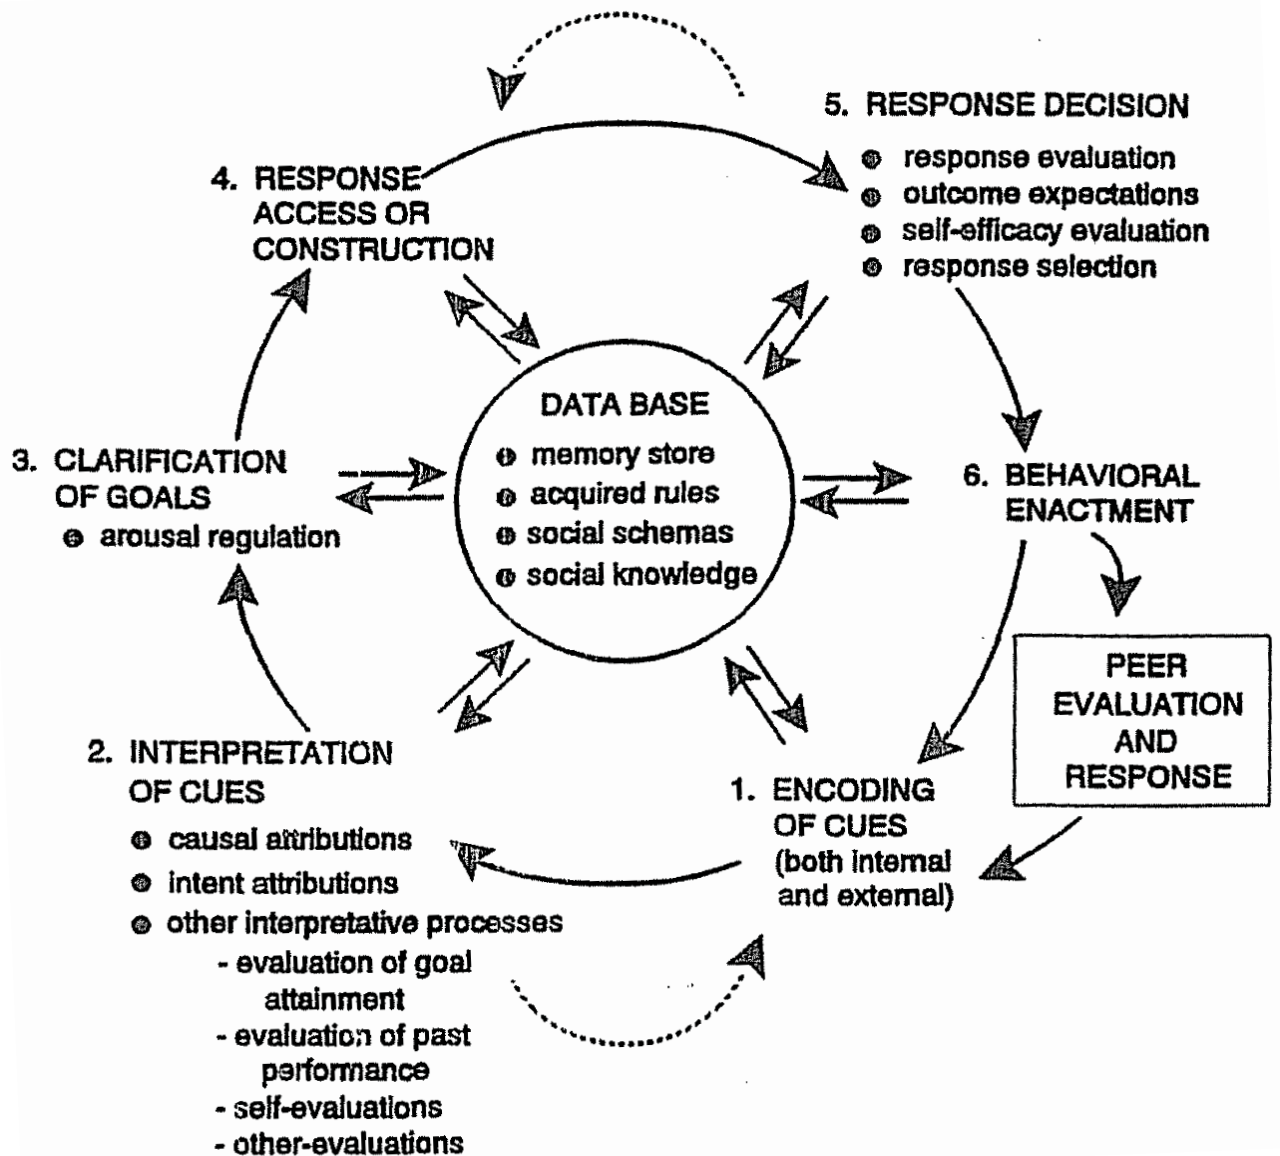 5. RESPONSE DECISION
● response evaluation
● outcome expectations
● self-efficacy evaluation
● response selection
4. RESPONSE
ACCESS OR
CONSTRUCTION
DATA BASE
● memory store
● acquired rules
● social schemas
● social knowledge
3. CLARIFICATION
OF GOALS
● arousal regulation
6. BEHAVIORAL
ENACTMENT
PEER
EVALUATION
AND
RESPONSE
2. INTERPRETATION
OF CUES
● causal attributions
● intent attributions
● other interpretative processes
- evaluation of goal
attainment
- evaluation of past
performance
- self-evaluations
- other-evaluations
1. ENCODING
OF CUES
(both internal
and external)